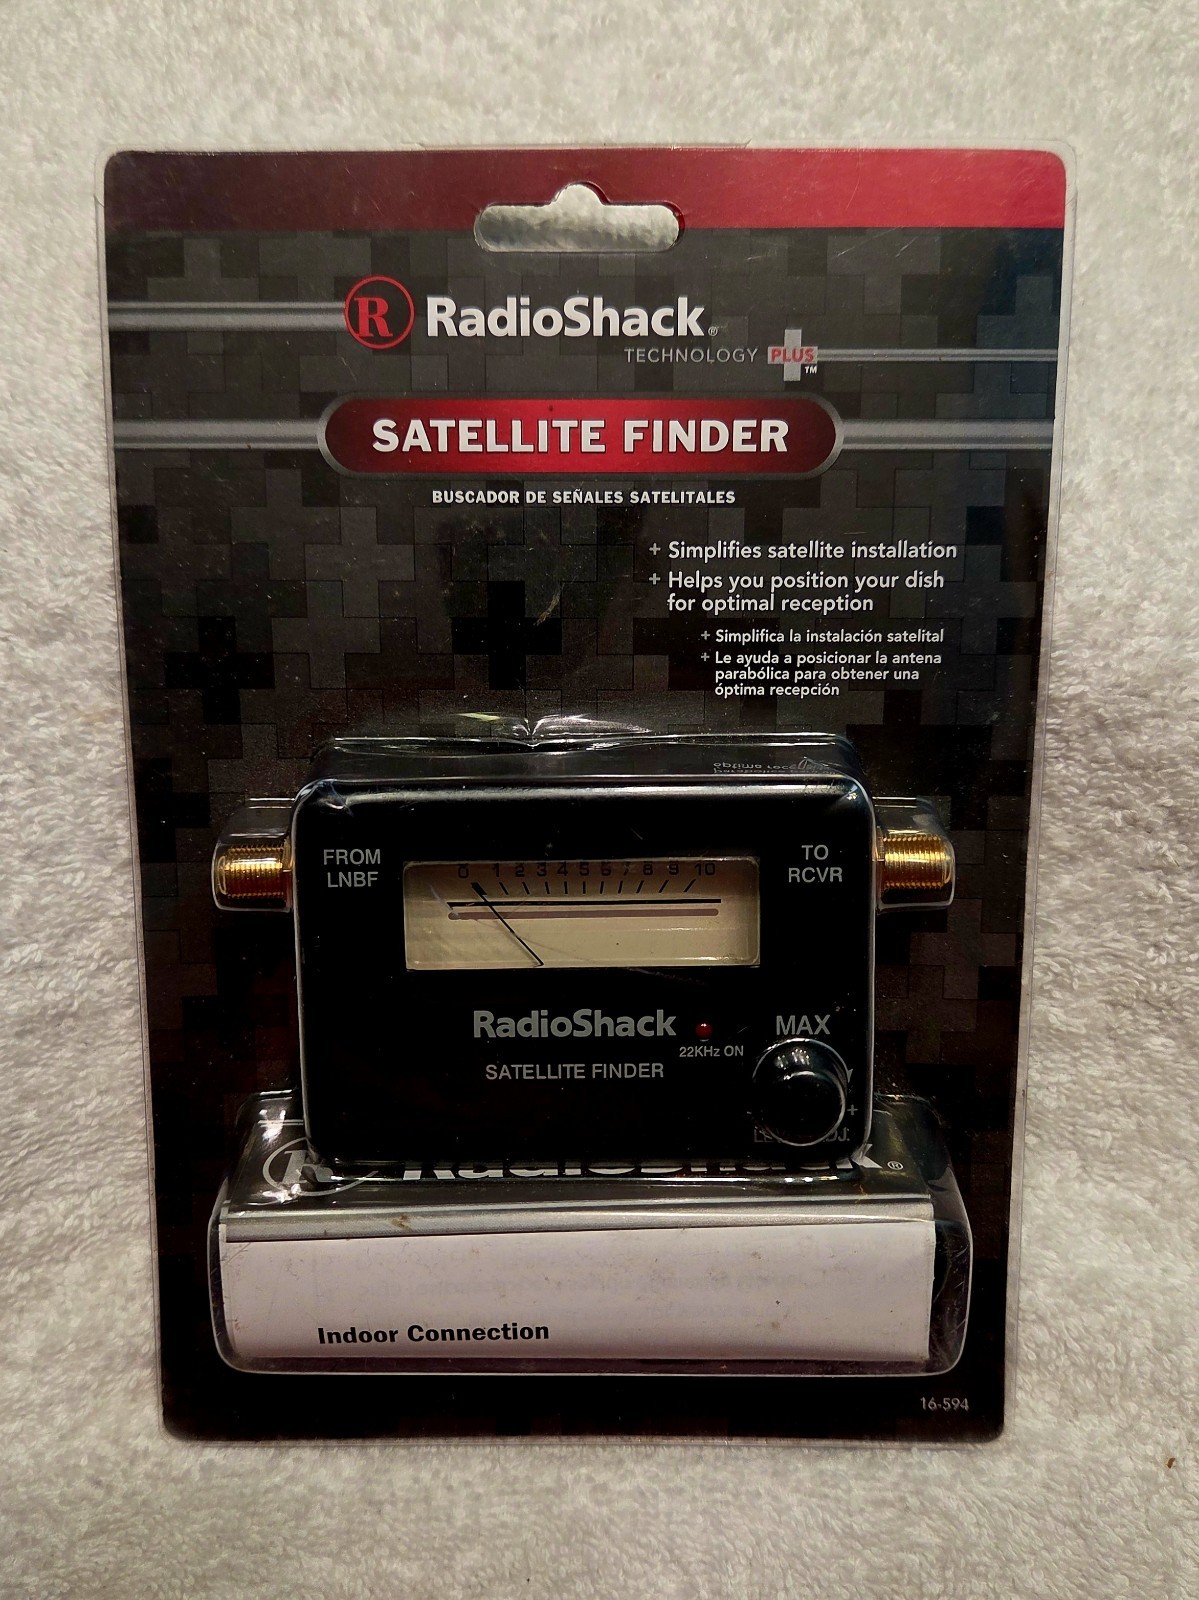 R RadioShack®
TECHNOLOGY PLUS™
SATELLITE FINDER
BUSCADOR DE SEÑALES SATELITALES
+ Simplifies satellite installation
+ Helps you position your dish
for optimal reception
+ Simplifica la instalación satelital
+ Le ayuda a posicionar la antena
parabólica para obtener una
óptima recepción
FROM
LNBF
0 1 2 3 4 5 6 7 8 9 10
TO
RCVR
RadioShack
22KHz ON
SATELLITE FINDER
MAX
+
R RadioShack®
Indoor Connection
16-594